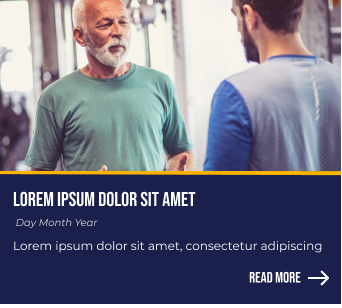 LOREM IPSUM DOLOR SIT AMET
Day Month Year
Lorem ipsum dolor sit amet, consectetur adipiscing
READ MORE